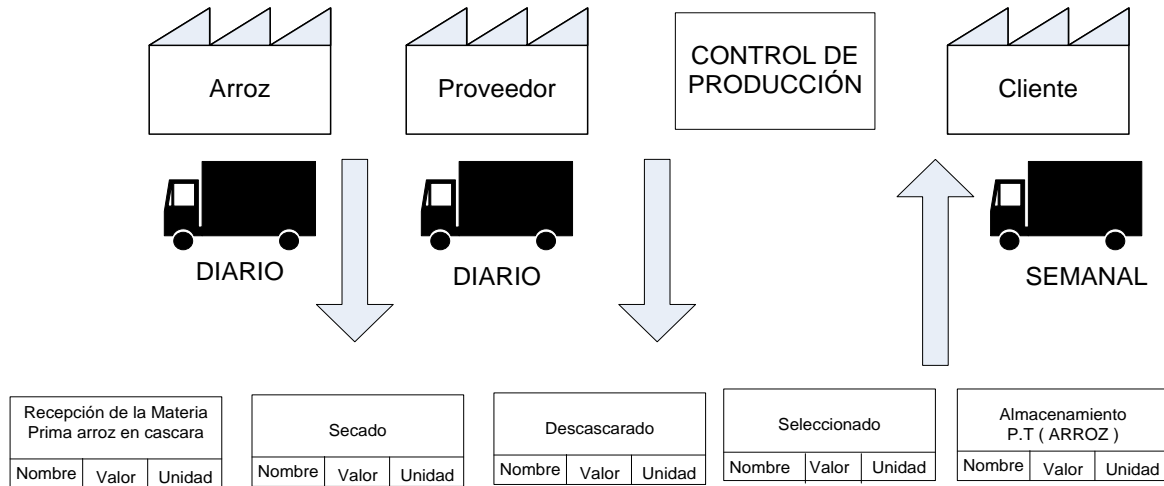 Arroz
Proveedor
CONTROL DE
PRODUCCIÓN
Cliente
DIARIO
DIARIO
SEMANAL
Recepción de la Materia
Prima arroz en cascara
Nombre Valor Unidad
Secado
Nombre Valor Unidad
Descascarado
Nombre Valor Unidad
Seleccionado
Nombre Valor Unidad
Almacenamiento
P.T ( ARROZ )
Nombre Valor Unidad